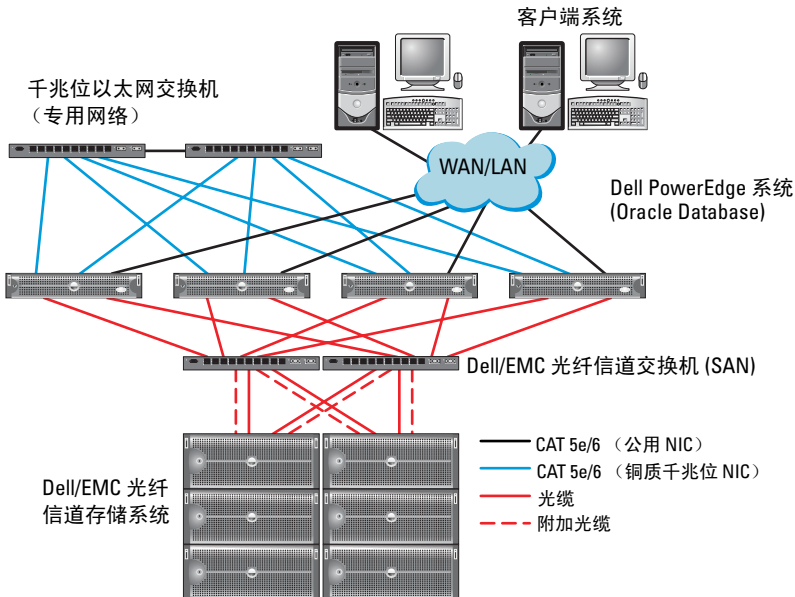 客户端系统
千兆位以太网交换机
（专用网络）
WAN/LAN
Dell PowerEdge 系统
(Oracle Database)
Dell/EMC 光纤信道交换机 (SAN)
Dell/EMC 光纤
信道存储系统
CAT 5e/6 （公用 NIC）
CAT 5e/6 （铜质千兆位 NIC）
光缆
附加光缆